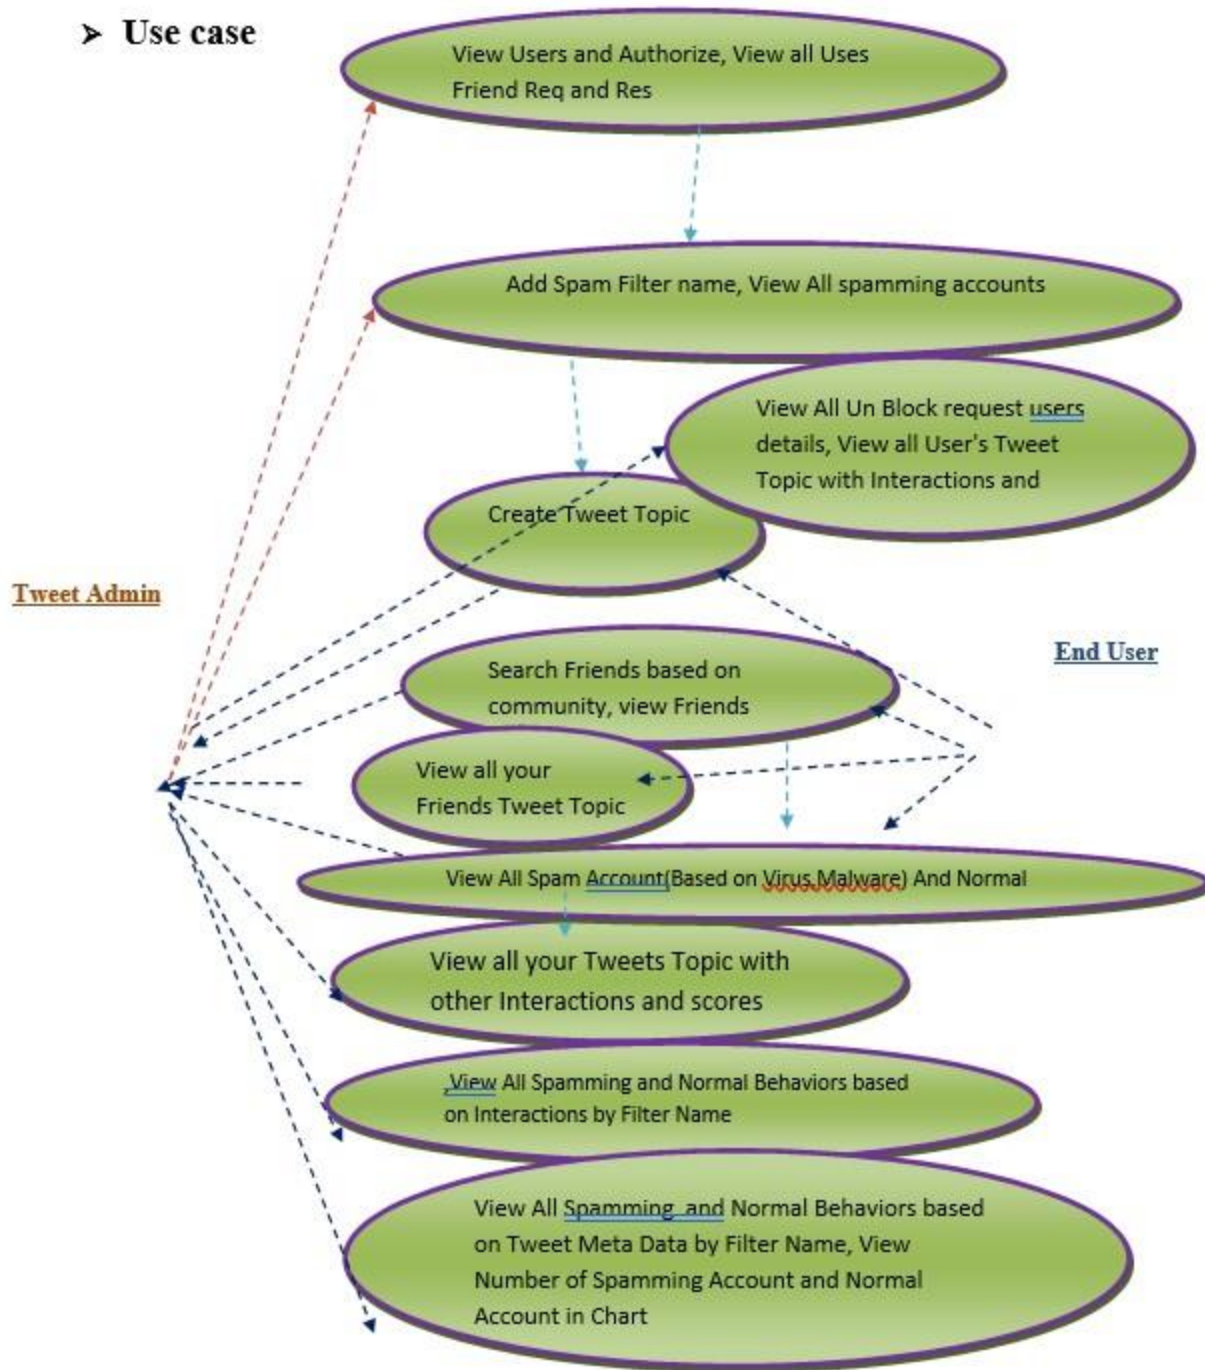 ➤ Use case
View Users and Authorize, View all Uses
Friend Req and Res
Add Spam Filter name, View All spamming accounts
View All Un Block request users
details, View all User's Tweet
Topic with Interactions and
Create Tweet Topic
Tweet Admin
End User
Search Friends based on
community, view Friends
View all your
Friends Tweet Topic
View All Spam Account(Based on Virus Malware) And Normal
View all your Tweets Topic with
other Interactions and scores
,View All Spamming and Normal Behaviors based
on Interactions by Filter Name
View All Spamming and Normal Behaviors based
on Tweet Meta Data by Filter Name, View
Number of Spamming Account and Normal
Account in Chart